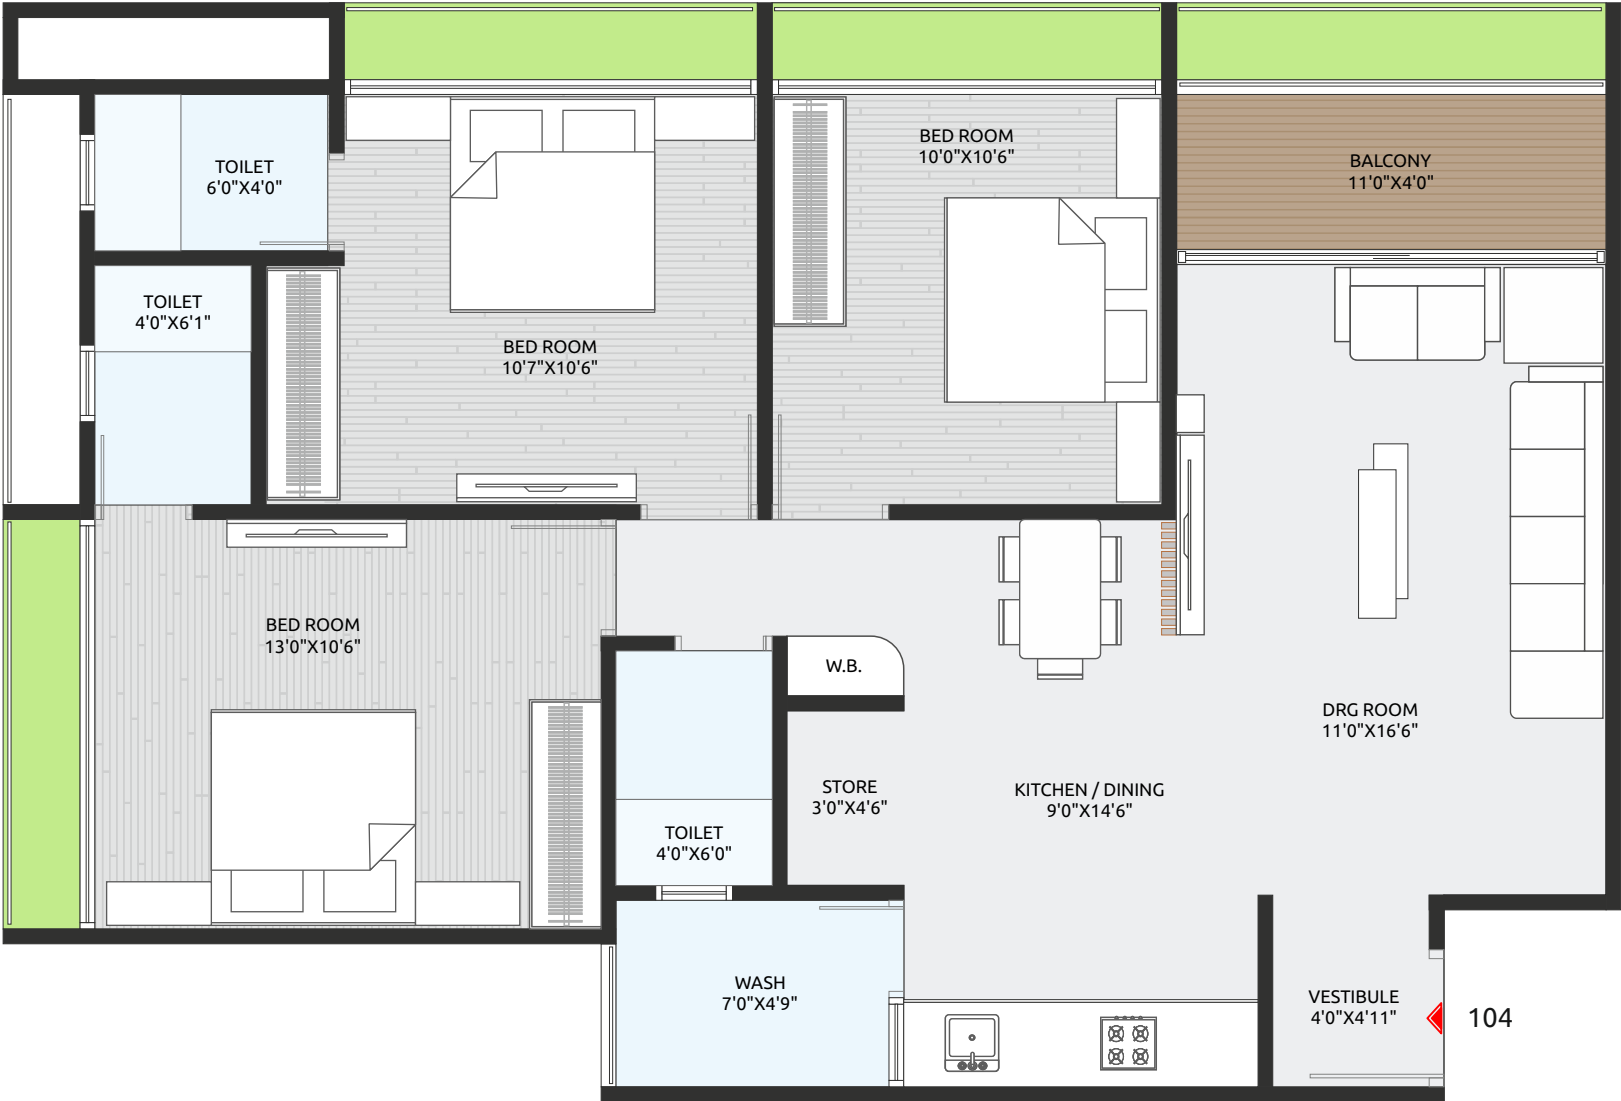 TOILET
6'0"X4'0"
BED ROOM
10'0"X10'6"
BALCONY
11'0"X4'0"
TOILET
4'0"X6'1"
BED ROOM
10'7"X10'6"
BED ROOM
13'0"X10'6"
W.B.
DRG ROOM
11'0"X16'6"
STORE
3'0"X4'6"
KITCHEN / DINING
9'0"X14'6"
TOILET
4'0"X6'0"
WASH
7'0"X4'9"
VESTIBULE
4'0"X4'11"
104